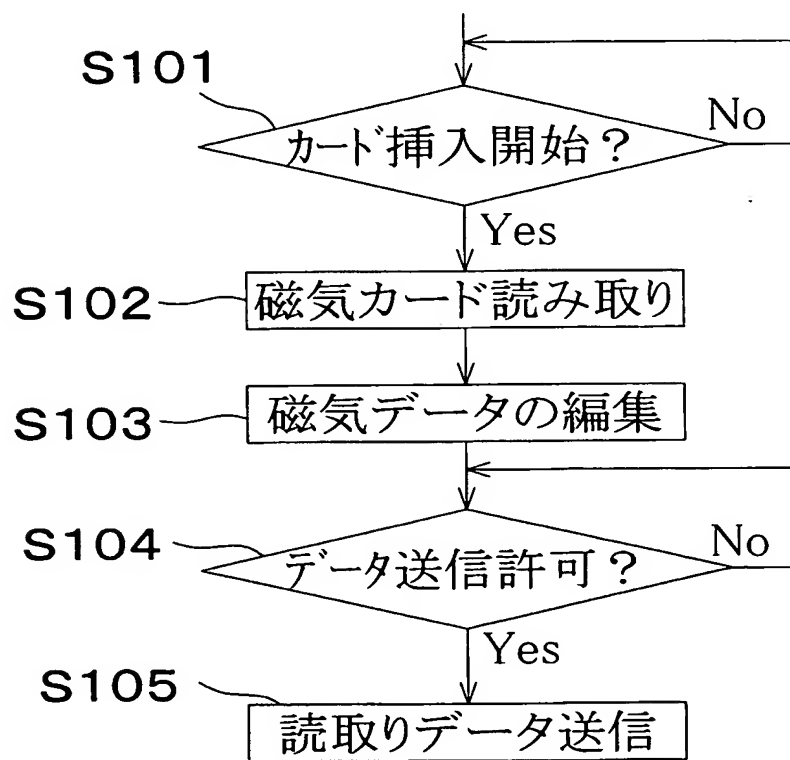 S101
カード挿入開始？
No
Yes
S102
磁気カード読み取り
S103
磁気データの編集
S104
データ送信許可？
No
Yes
S105
読取りデータ送信